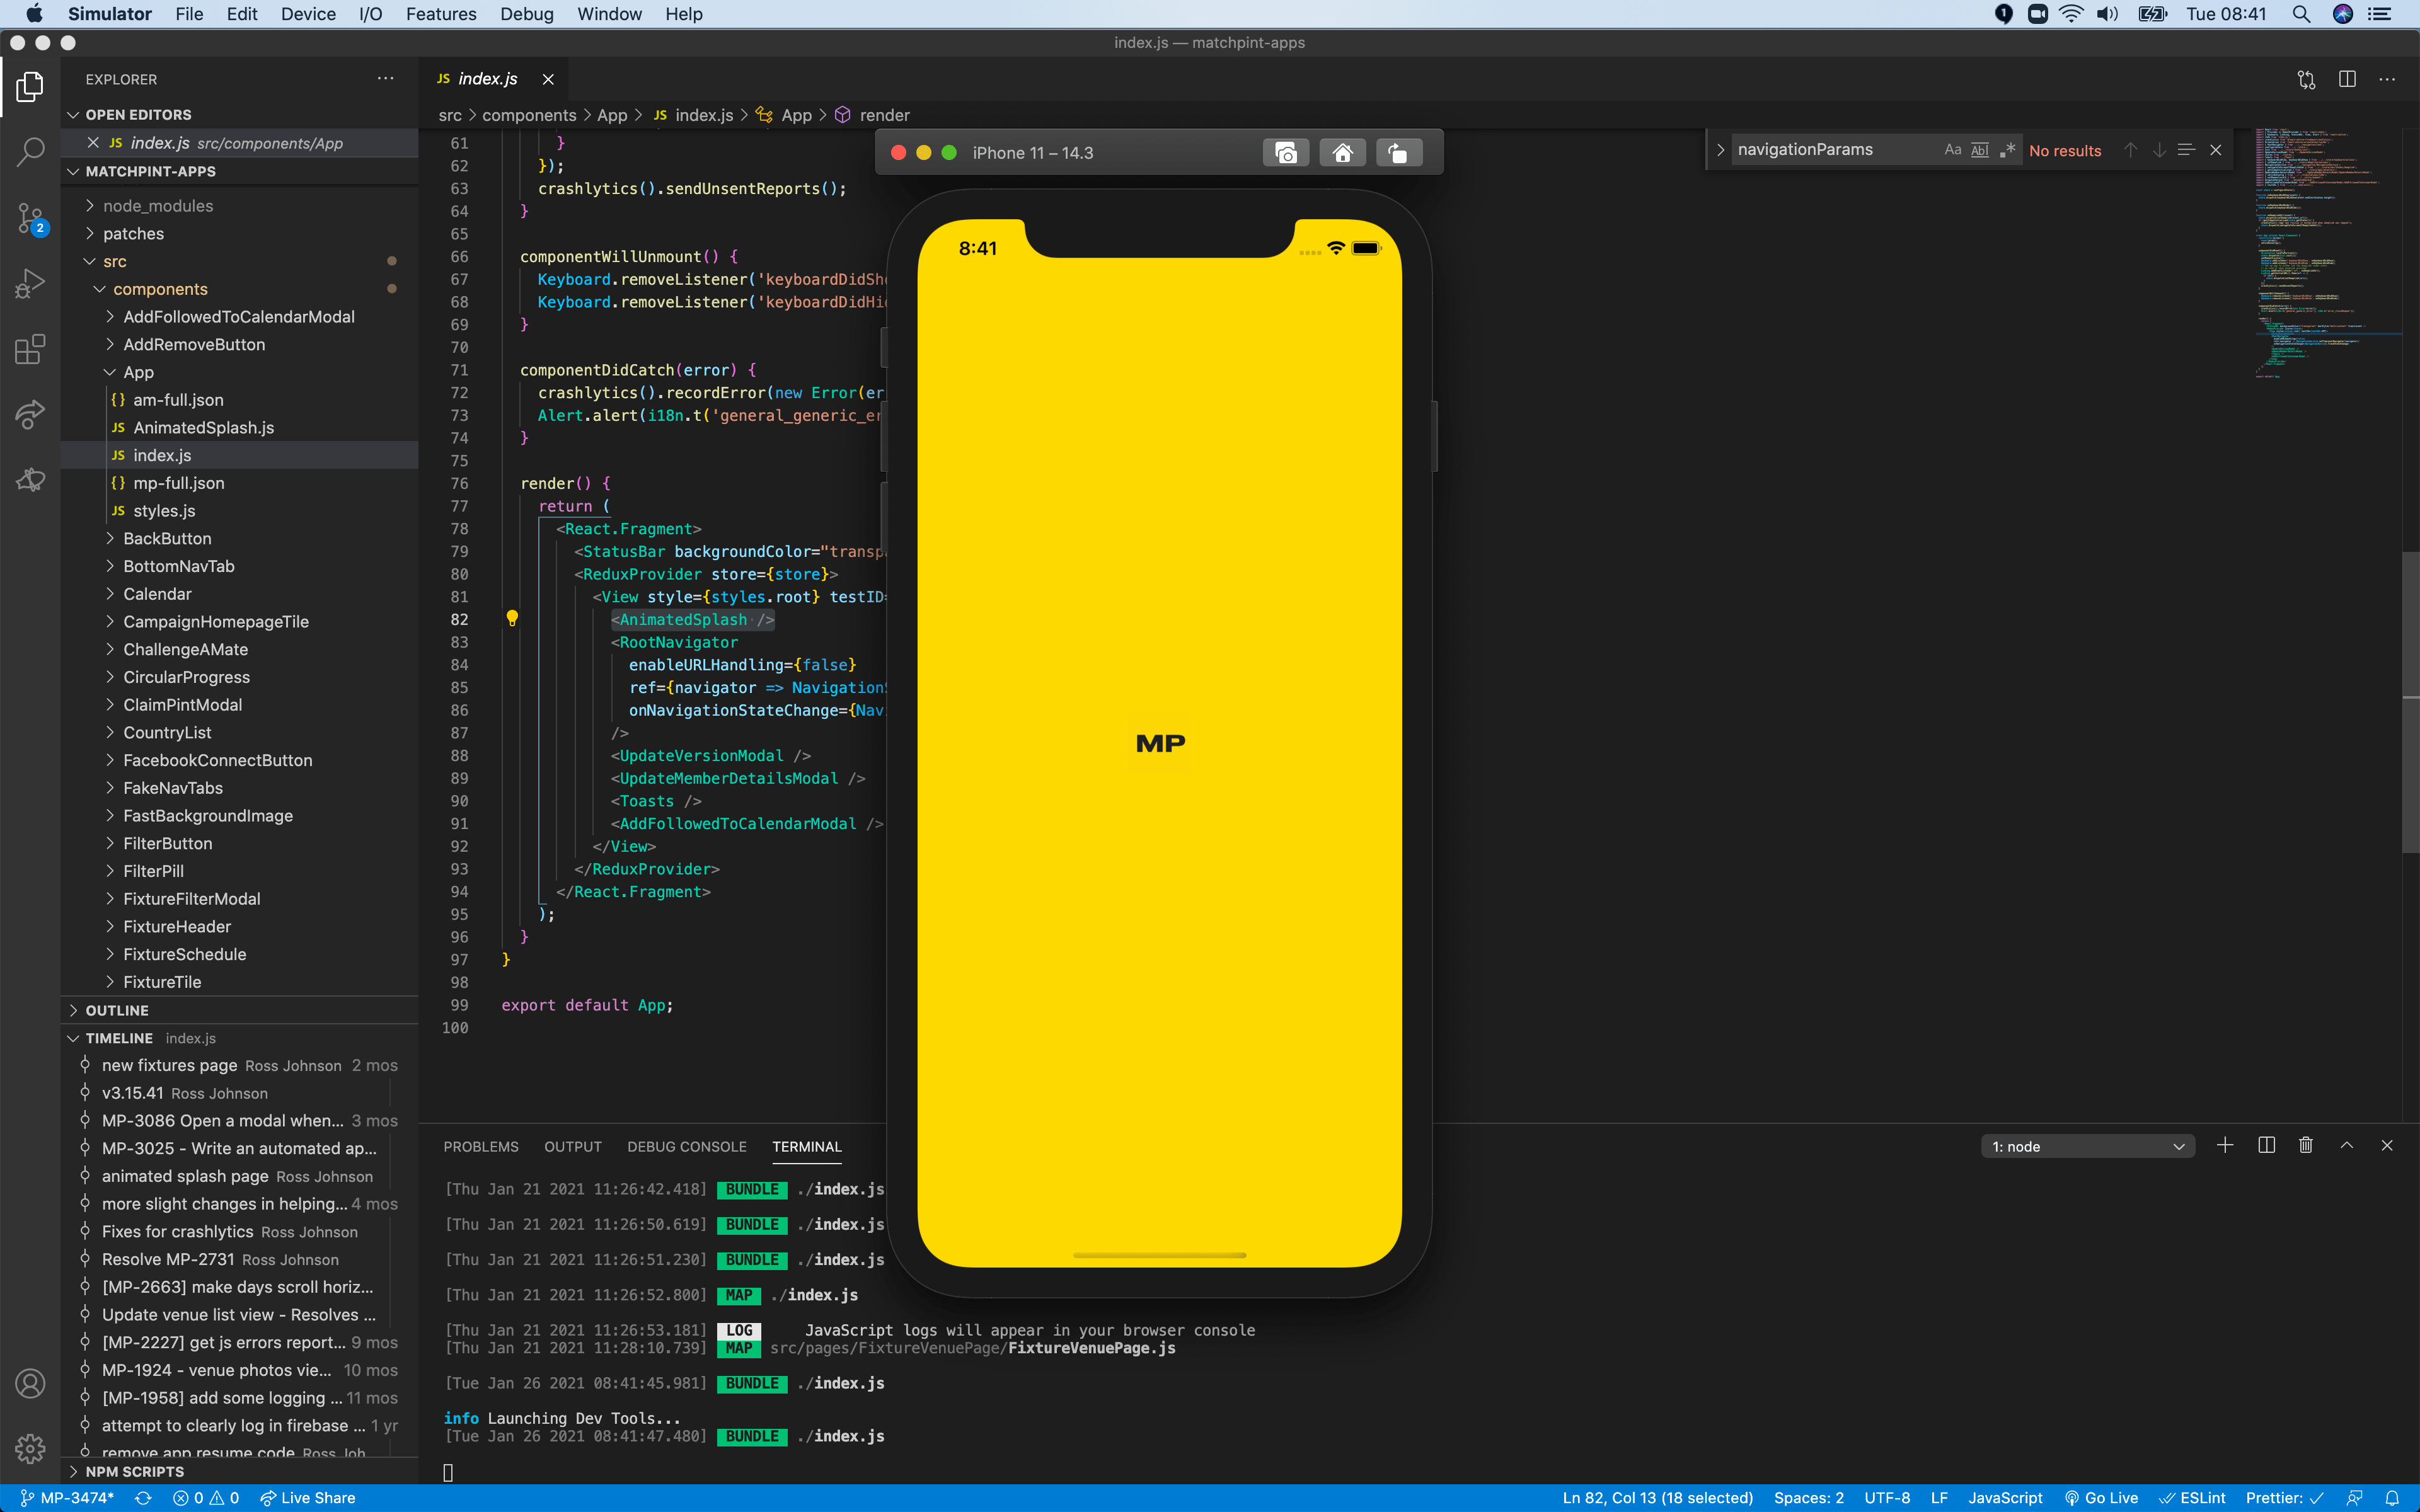 Simulator File Edit Device I/O Features Debug Window Help
1 Tue 08:41
index.js — matchpint-apps
EXPLORER ...
OPEN EDITORS
JS index.js src/components/App
MATCHPINT-APPS
node_modules
patches
src
components
AddFollowedToCalendarModal
AddRemoveButton
App
{} am-full.json
JS AnimatedSplash.js
JS index.js
{} mp-full.json
JS styles.js
BackButton
BottomNavTab
Calendar
CampaignHomepageTile
ChallengeAMate
CircularProgress
ClaimPintModal
CountryList
FacebookConnectButton
FakeNavTabs
FastBackgroundImage
FilterButton
FilterPill
FixtureFilterModal
FixtureHeader
FixtureSchedule
FixtureTile
OUTLINE
TIMELINE index.js
new fixtures page Ross Johnson 2 mos
v3.15.41 Ross Johnson
MP-3086 Open a modal when... 3 mos
MP-3025 - Write an automated ap...
animated splash page Ross Johnson
more slight changes in helping... 4 mos
Fixes for crashlytics Ross Johnson
Resolve MP-2731 Ross Johnson
[MP-2663] make days scroll horiz...
Update venue list view - Resolves ...
[MP-2227] get js errors report... 9 mos
MP-1924 - venue photos vie... 10 mos
[MP-1958] add some logging ... 11 mos
attempt to clearly log in firebase ... 1 yr
remove app resume code Ross Joh
NPM SCRIPTS
2
JS index.js
src > components > App > JS index.js > App > render
61 }
62 });
63 crashlytics().sendUnsentReports();
64 }
65
66 componentWillUnmount() {
67 Keyboard.removeListener('keyboardDidSh
68 Keyboard.removeListener('keyboardDidHi
69 }
70
71 componentDidCatch(error) {
72 crashlytics().recordError(new Error(er
73 Alert.alert(i18n.t('general_generic_er
74 }
75
76 render() {
77 return (
78 <React.Fragment>
79 <StatusBar backgroundColor="transp
80 <ReduxProvider store={store}>
81 <View style={styles.root} testID=
82 <AnimatedSplash />
83 <RootNavigator
84 enableURLHandling={false}
85 ref={navigator => Navigation
86 onNavigationStateChange={Nav
87 />
88 <UpdateVersionModal />
89 <UpdateMemberDetailsModal />
90 <Toasts />
91 <AddFollowedToCalendarModal />
92 </View>
93 </ReduxProvider>
94 </React.Fragment>
95 );
96 }
97 }
98
99 export default App;
100
iPhone 11 – 14.3
8:41
MP
navigationParams Aa Abl .* No results
PROBLEMS OUTPUT DEBUG CONSOLE TERMINAL
1: node
[Thu Jan 21 2021 11:26:42.418] BUNDLE ./index.js
[Thu Jan 21 2021 11:26:50.619] BUNDLE ./index.js
[Thu Jan 21 2021 11:26:51.230] BUNDLE ./index.js
[Thu Jan 21 2021 11:26:52.800] MAP ./index.js
[Thu Jan 21 2021 11:26:53.181] LOG JavaScript logs will appear in your browser console
[Thu Jan 21 2021 11:28:10.739] MAP src/pages/FixtureVenuePage/FixtureVenuePage.js
[Tue Jan 26 2021 08:41:45.981] BUNDLE ./index.js
info Launching Dev Tools...
[Tue Jan 26 2021 08:41:47.480] BUNDLE ./index.js
MP-3474* 0 0 Live Share
Ln 82, Col 13 (18 selected) Spaces: 2 UTF-8 LF JavaScript Go Live ESLint Prettier: ✓